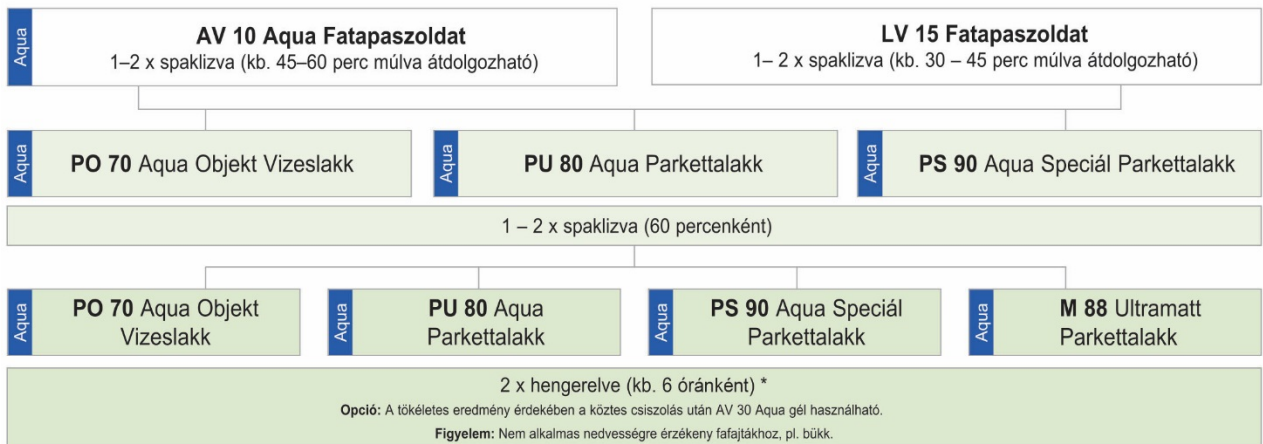 Aqua
AV 10 Aqua Fatapaszoldat
1–2 x spaklizva (kb. 45–60 perc múlva átdolgozható)
LV 15 Fatapaszoldat
1– 2 x spaklizva (kb. 30 – 45 perc múlva átdolgozható)
Aqua
PO 70 Aqua Objekt Vizeslakk
Aqua
PU 80 Aqua Parkettalakk
Aqua
PS 90 Aqua Speciál Parkettalakk
1 – 2 x spaklizva (60 percenként)
Aqua
PO 70 Aqua Objekt
Vizeslakk
Aqua
PU 80 Aqua
Parkettalakk
Aqua
PS 90 Aqua Speciál
Parkettalakk
Aqua
M 88 Ultramatt
Parkettalakk
2 x hengerelve (kb. 6 óránként) *
Opció: A tökéletes eredmény érdekében a köztes csiszolás után AV 30 Aqua gél használható.
Figyelem: Nem alkalmas nedvességre érzékeny fafajtákhoz, pl. bükk.